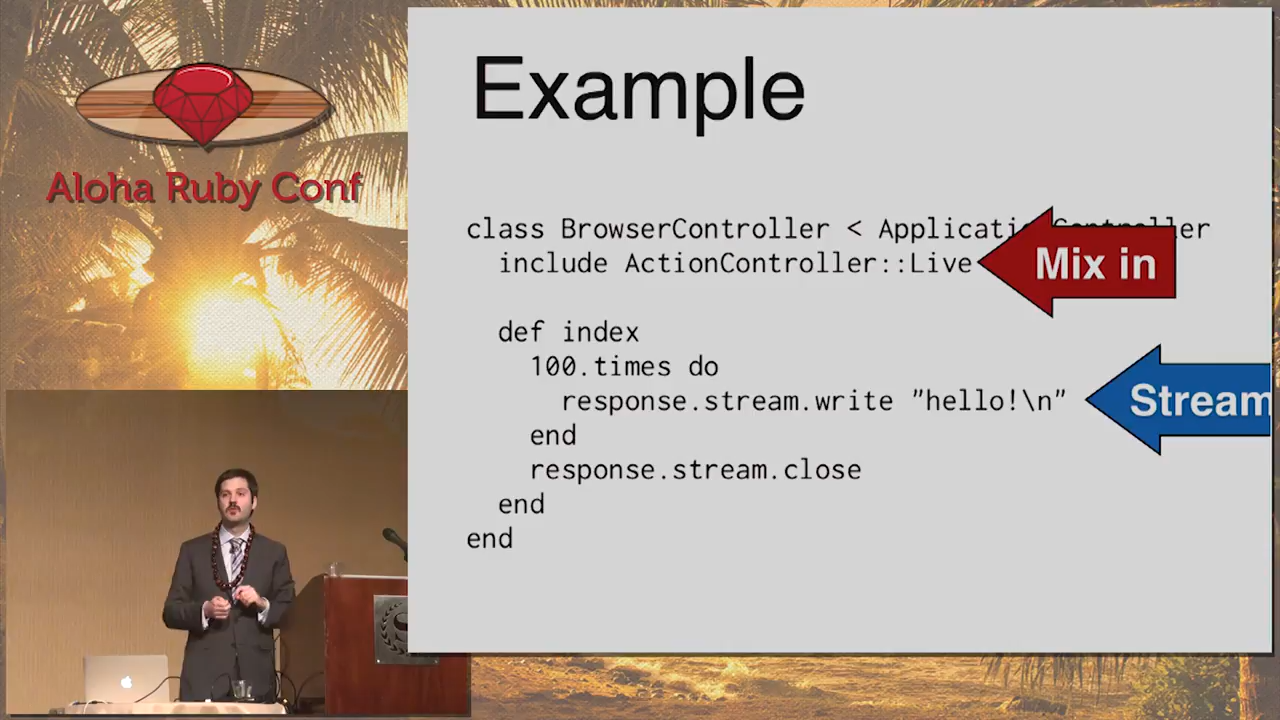 Aloha Ruby Conf
Example
class BrowserController < ApplicationController
include ActionController::Live
Mix in
def index
100.times do
response.stream.write "hello!\n"
Stream
end
response.stream.close
end
end